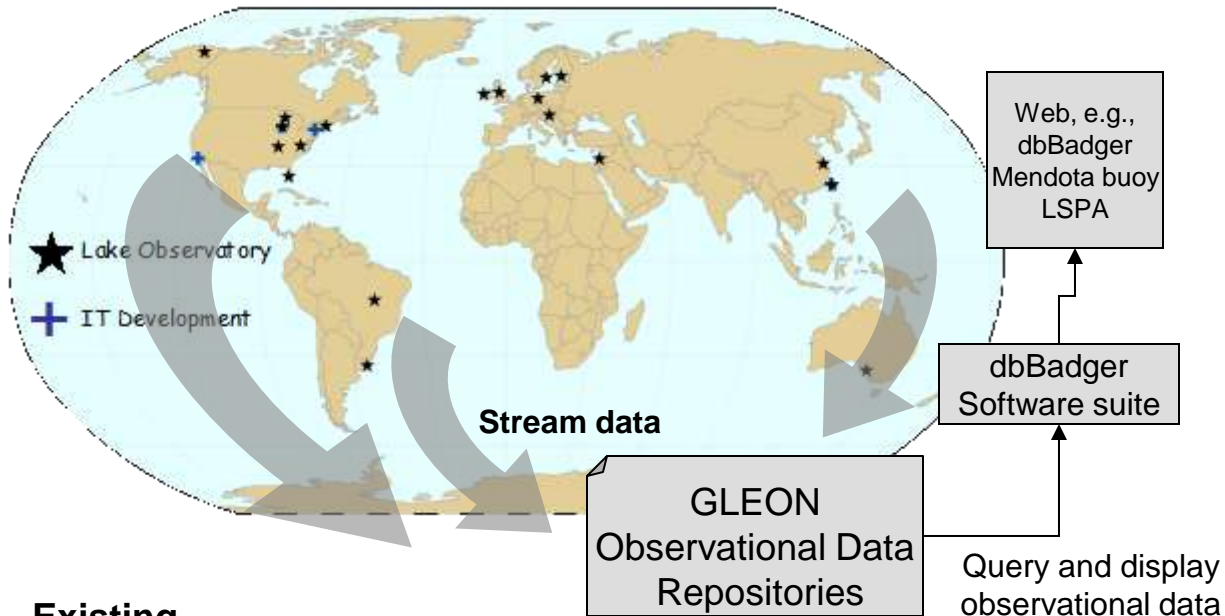 Web, e.g.,
dbBadger
Mendota buoy
LSPA
Lake Observatory
IT Development
dbBadger
Software suite
Stream data
GLEON
Observational Data
Repositories
Query and display
observational data
Existing